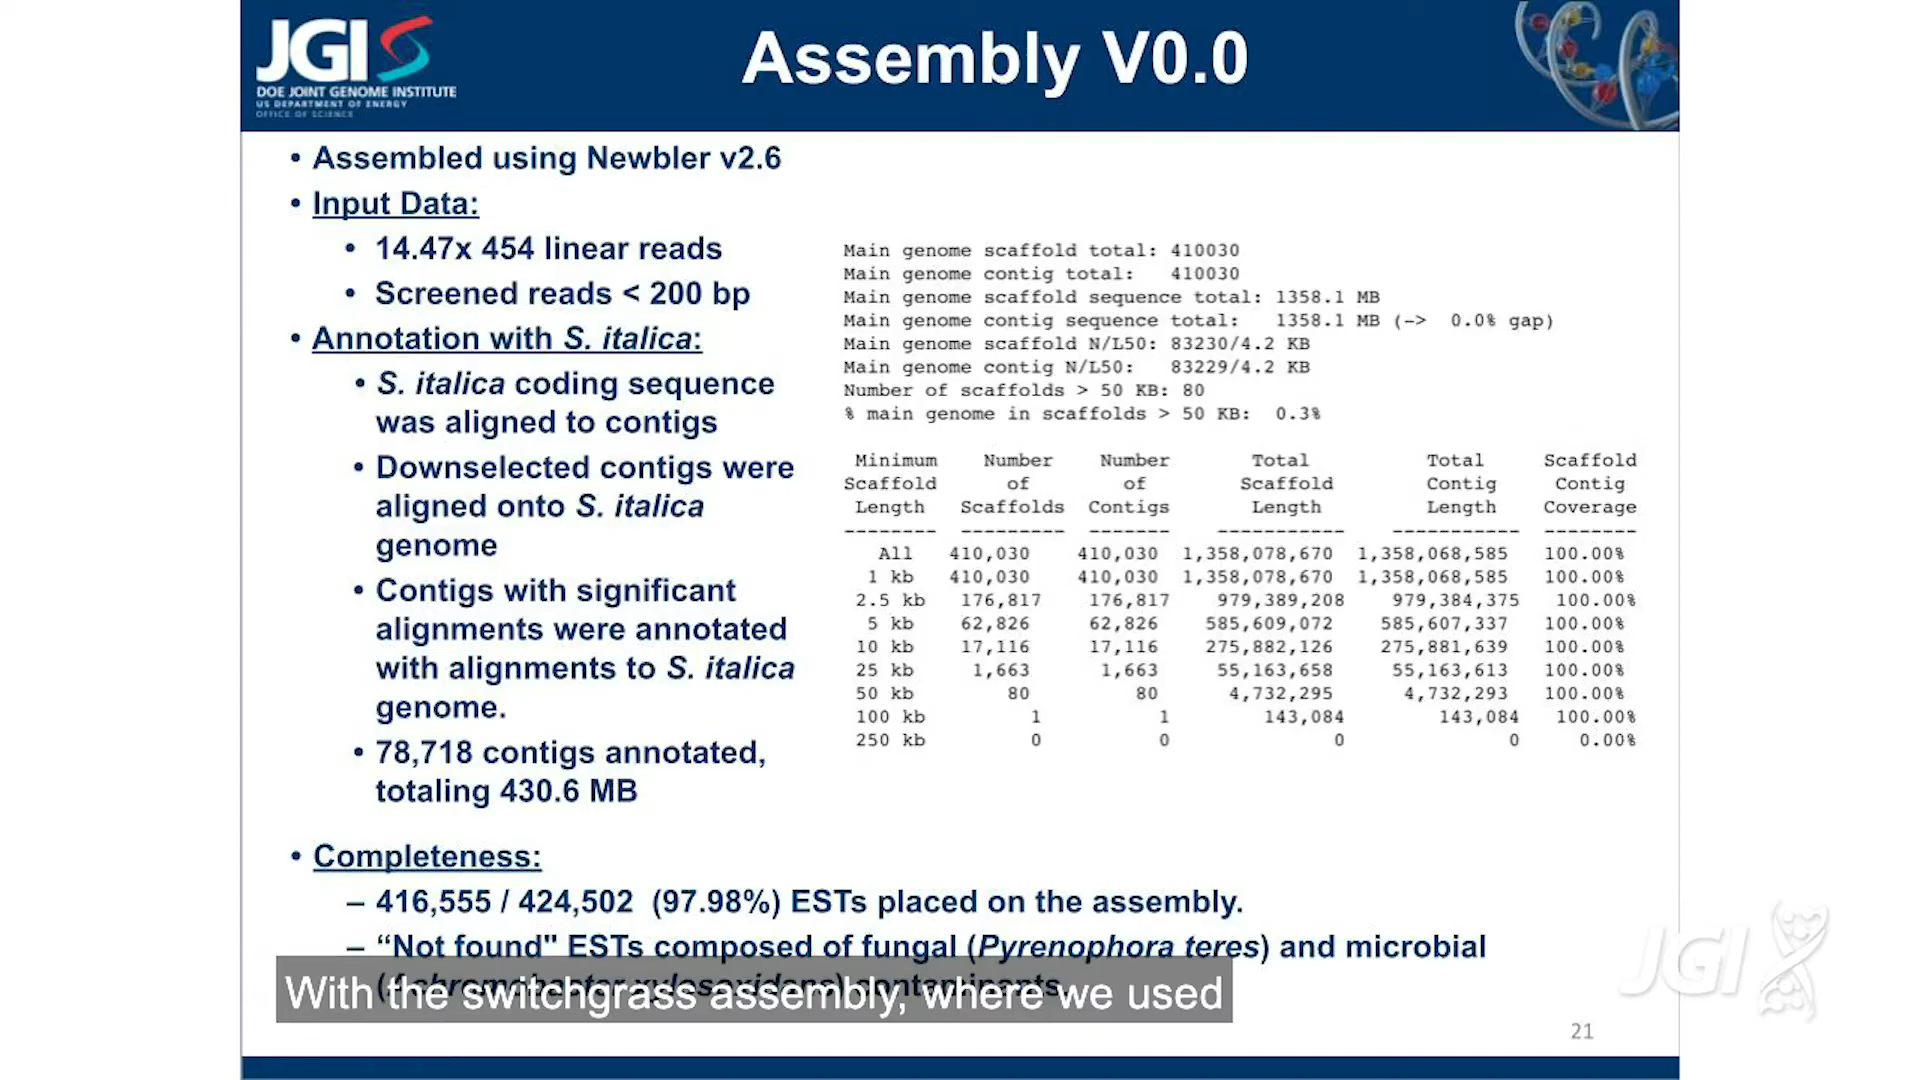 JGI
DOE JOINT GENOME INSTITUTE
US DEPARTMENT OF ENERGY
OFFICE OF SCIENCE
Assembly V0.0
• Assembled using Newbler v2.6
• Input Data:
• 14.47x 454 linear reads
• Screened reads < 200 bp
• Annotation with S. italica:
• S. italica coding sequence
was aligned to contigs
• Downselected contigs were
aligned onto S. italica
genome
• Contigs with significant
alignments were annotated
with alignments to S. italica
genome.
• 78,718 contigs annotated,
totaling 430.6 MB
Main genome scaffold total: 410030
Main genome contig total: 410030
Main genome scaffold sequence total: 1358.1 MB
Main genome contig sequence total: 1358.1 MB (-> 0.0% gap)
Main genome scaffold N/L50: 83230/4.2 KB
Main genome contig N/L50: 83229/4.2 KB
Number of scaffolds > 50 KB: 80
% main genome in scaffolds > 50 KB: 0.3%
Minimum Number Number Total Total Scaffold
Scaffold of of Scaffold Contig Contig
Length Scaffolds Contigs Length Length Coverage
-------- --------- ------- ----------- ----------- --------
All 410,030 410,030 1,358,078,670 1,358,068,585 100.00%
1 kb 410,030 410,030 1,358,078,670 1,358,068,585 100.00%
2.5 kb 176,817 176,817 979,389,208 979,384,375 100.00%
5 kb 62,826 62,826 585,609,072 585,607,337 100.00%
10 kb 17,116 17,116 275,882,126 275,881,639 100.00%
25 kb 1,663 1,663 55,163,658 55,163,613 100.00%
50 kb 80 80 4,732,295 4,732,293 100.00%
100 kb 1 1 143,084 143,084 100.00%
250 kb 0 0 0 0 0.00%
• Completeness:
– 416,555 / 424,502 (97.98%) ESTs placed on the assembly.
– “Not found" ESTs composed of fungal (Pyrenophora teres) and microbial
With the switchgrass assembly, where we used
JGI
21